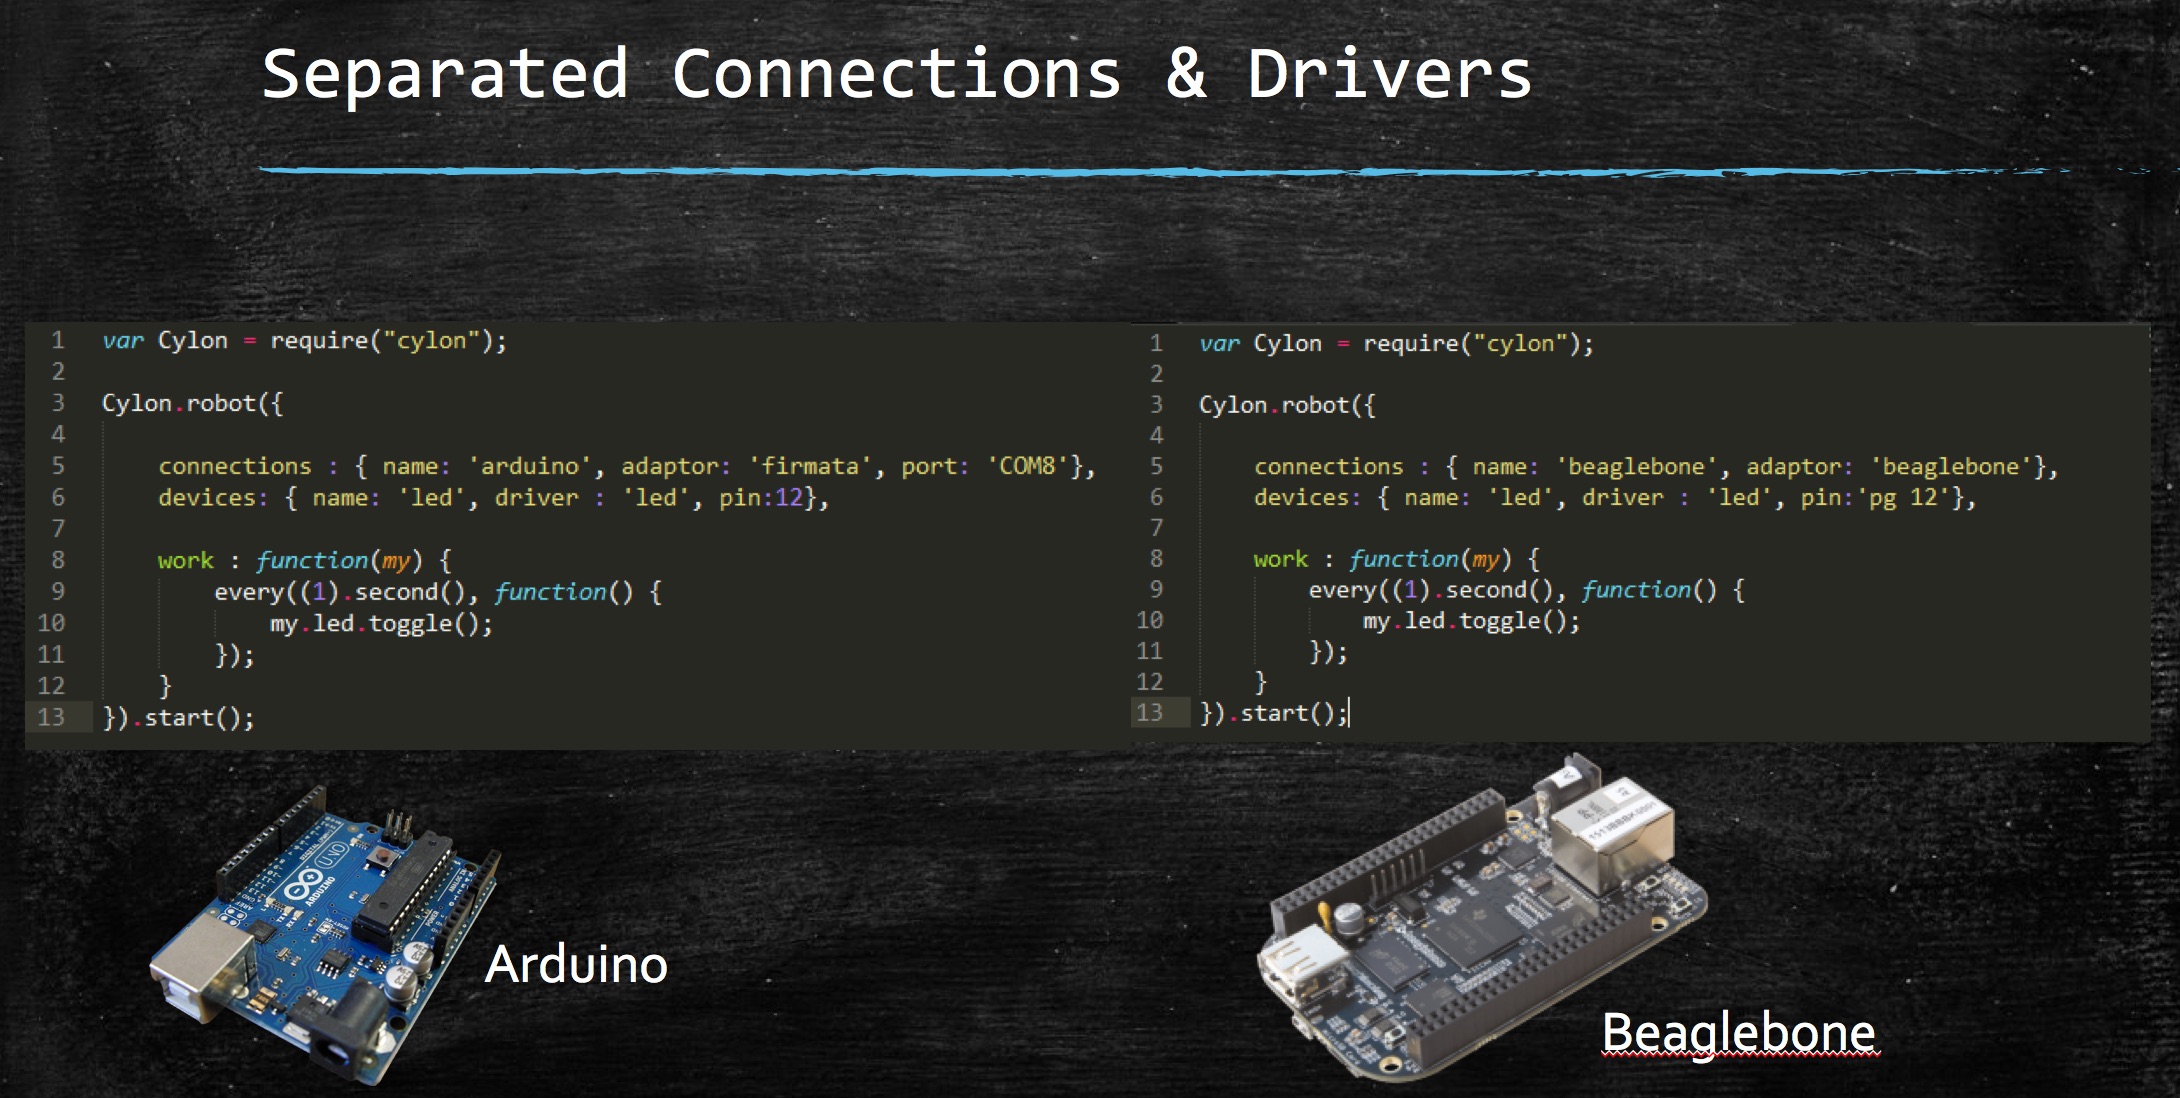 Separated Connections & Drivers
1 var Cylon = require("cylon");
2
3 Cylon.robot({
4
5 connections : { name: 'arduino', adaptor: 'firmata', port: 'COM8'},
6 devices: { name: 'led', driver : 'led', pin:12},
7
8 work : function(my) {
9 every((1).second(), function() {
10 my.led.toggle();
11 });
12 }
13 }).start();
1 var Cylon = require("cylon");
2
3 Cylon.robot({
4
5 connections : { name: 'beaglebone', adaptor: 'beaglebone'},
6 devices: { name: 'led', driver : 'led', pin:'pg 12'},
7
8 work : function(my) {
9 every((1).second(), function() {
10 my.led.toggle();
11 });
12 }
13 }).start();
UNO
ARDUINO
Arduino
Beaglebone